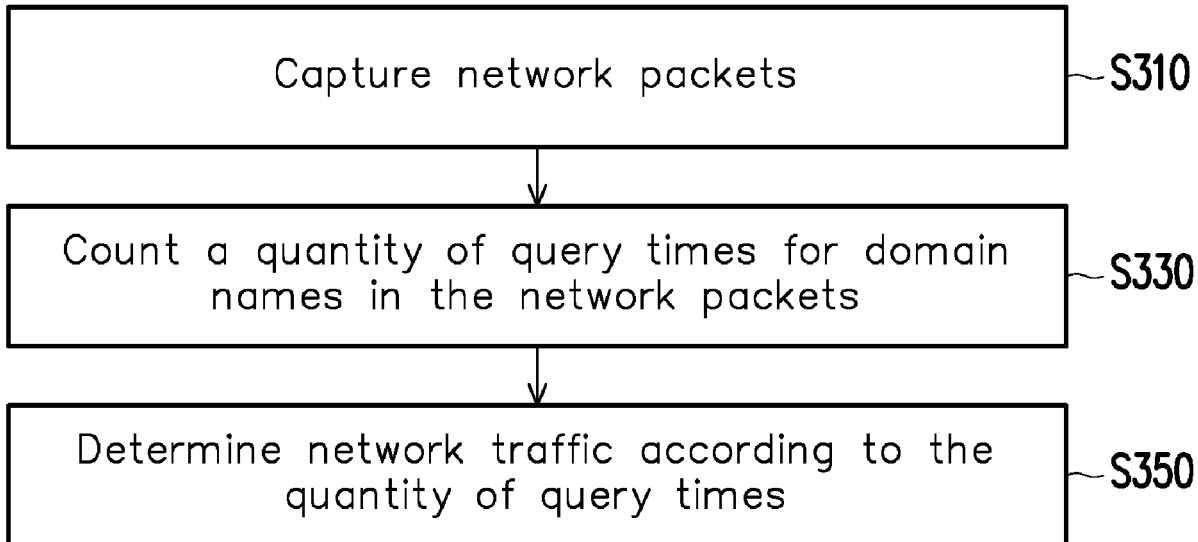 Capture network packets
S310
Count a quantity of query times for domain
names in the network packets
S330
Determine network traffic according to the
quantity of query times
S350